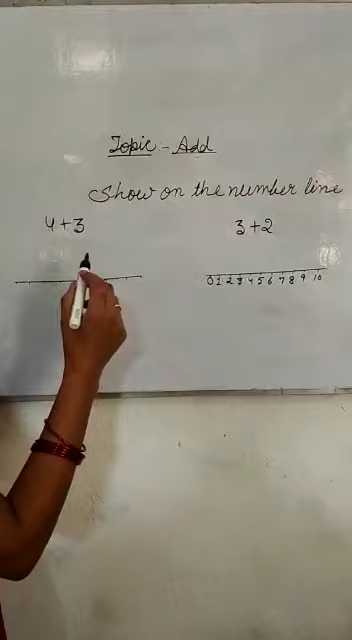 Topic - Add
Show on the number line
4+3
3+2
0 1 2 3 4 5 6 7 8 9 10